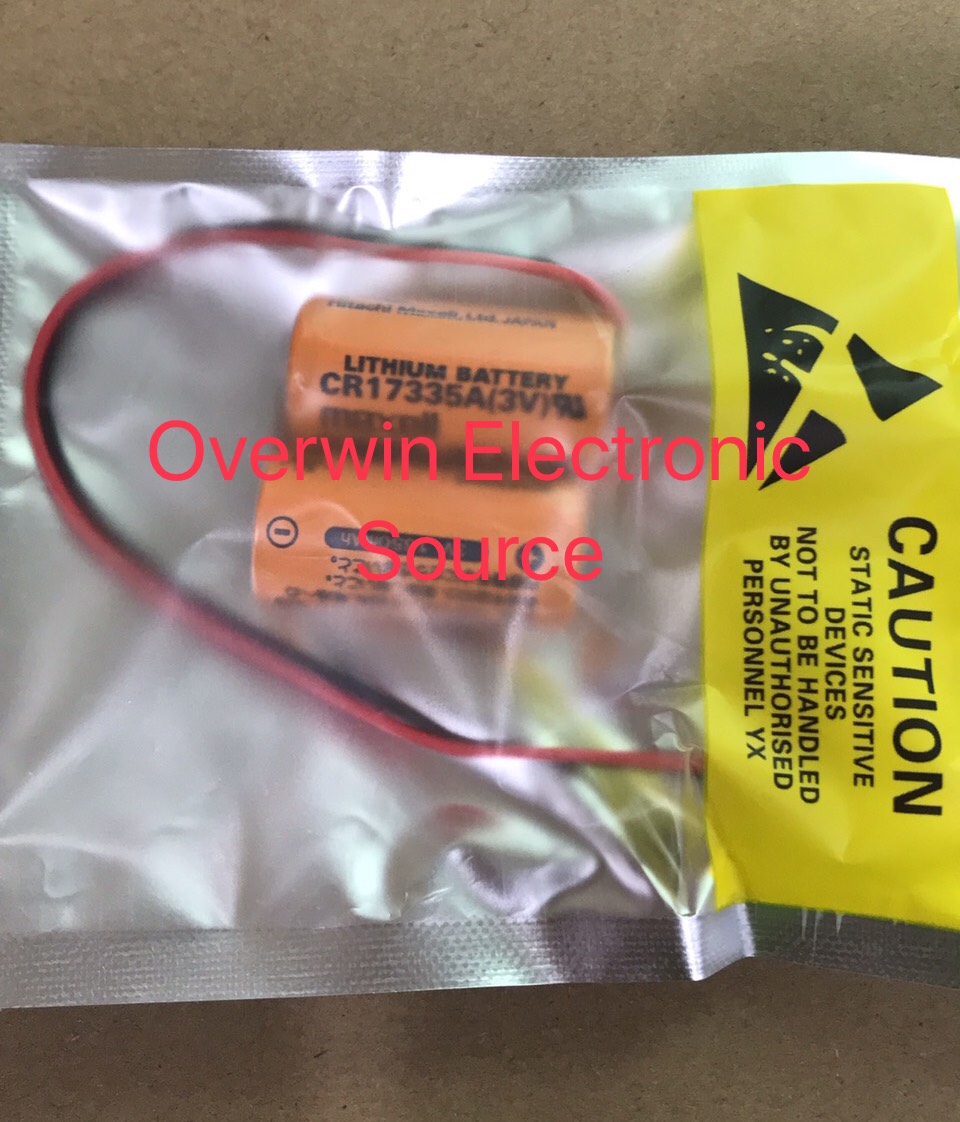 Hitachi Maxell, Ltd. JAPAN
LITHIUM BATTERY
CR17335A(3V)
maxell
Overwin Electronic
Source
CAUTION
STATIC SENSITIVE
DEVICES
NOT TO BE HANDLED
BY UNAUTHORISED
PERSONNEL YX